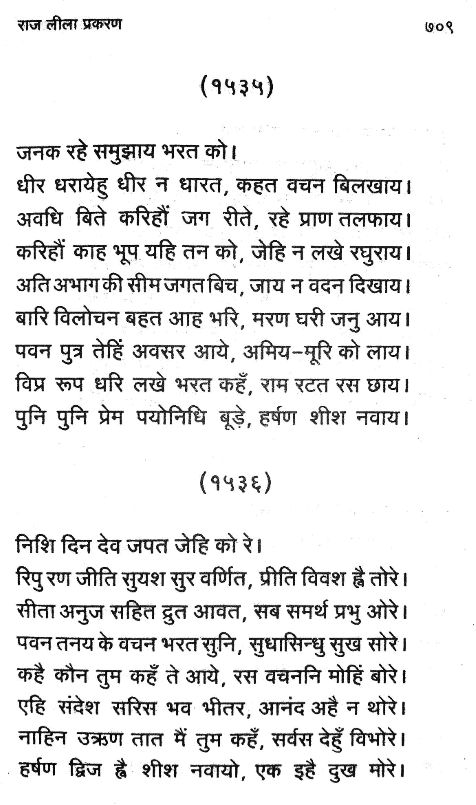 राज लीला प्रकरण ७०९
(१५३५)
जनक रहे समुझाय भरत को।
धीर धरायेहु धीर न धारत, कहत वचन बिलखाय।
अवधि बिते करिहौं जग रीते, रहे प्राण तलफाय।
करिहौं काह भूप यहि तन को, जेहि न लखे रघुराय।
अति अभाग की सीम जगत बिच, जाय न वदन दिखाय।
बारि विलोचन बहत आह भरि, मरण घरी जनु आय।
पवन पुत्र तेहिं अवसर आये, अमिय-मूरि को लाय।
विप्र रूप धरि लखे भरत कहँ, राम रटत रस छाय।
पुनि पुनि प्रेम पयोनिधि बूड़े, हर्षण शीश नवाय।
(१५३६)
निशि दिन देव जपत जेहि को रे।
रिपु रण जीति सुयश सुर वर्णित, प्रीति विवश ह्वै तोरे।
सीता अनुज सहित द्रुत आवत, सब समर्थ प्रभु ओरे।
पवन तनय के वचन भरत सुनि, सुधासिन्धु सुख सोरे।
कहै कौन तुम कहँ ते आये, रस वचननि मोहिं बोरे।
एहि संदेश सरिस भव भीतर, आनंद अहै न थोरे।
नाहिन उऋण तात मैं तुम कहँ, सर्वस देहुँ विभोरे।
हर्षण द्विज ह्वै शीश नवायो, एक इहै दुख मोरे।